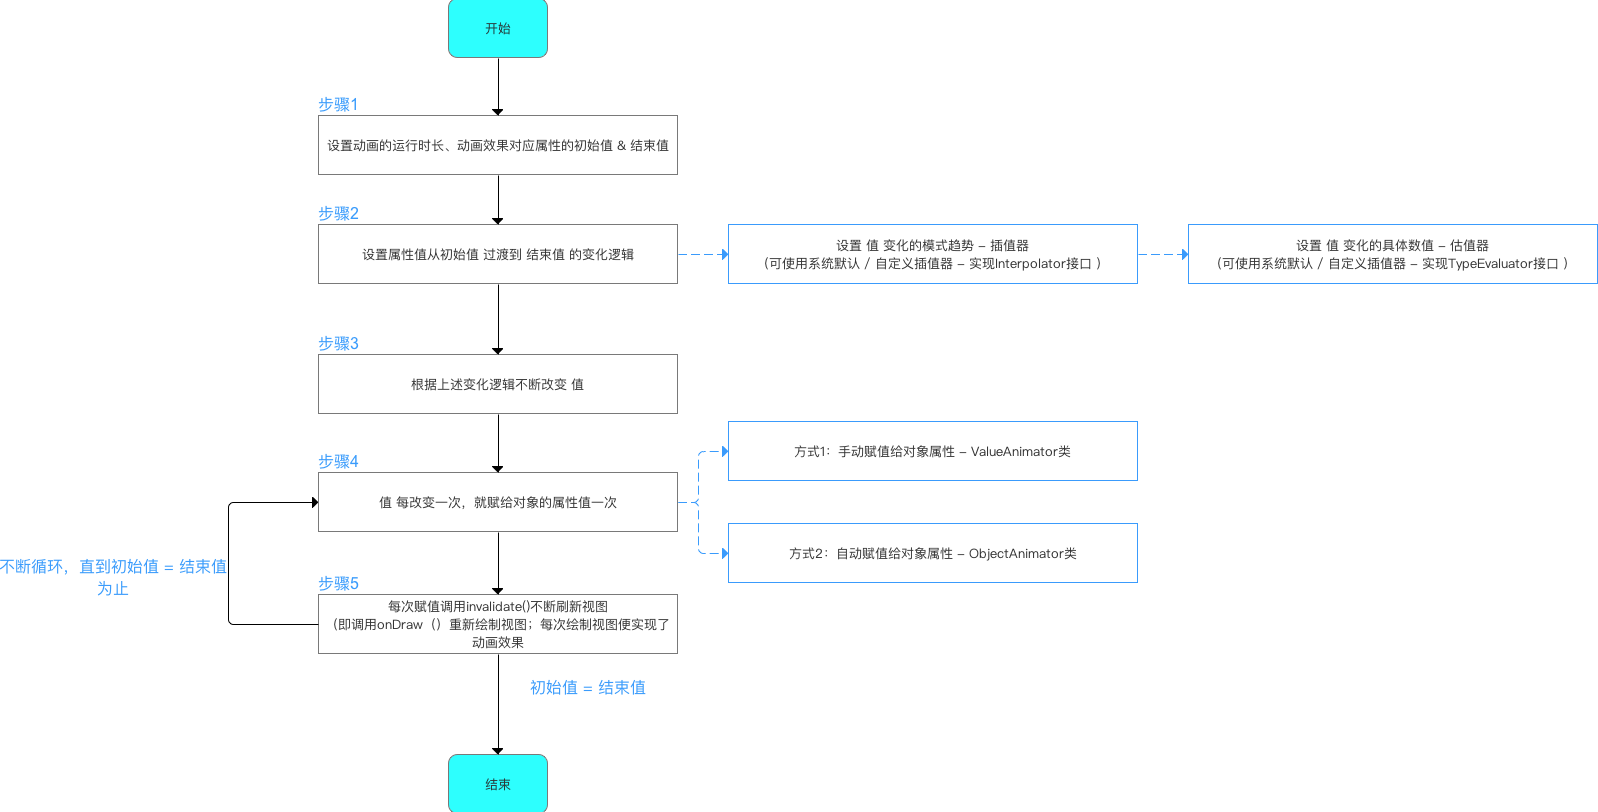 开始
步骤1
设置动画的运行时长、动画效果对应属性的初始值 & 结束值
步骤2
设置属性值从初始值 过渡到 结束值 的变化逻辑
设置 值 变化的模式趋势 - 插值器
（可使用系统默认 / 自定义插值器 - 实现Interpolator接口 ）
设置 值 变化的具体数值 - 估值器
（可使用系统默认 / 自定义插值器 - 实现TypeEvaluator接口 ）
步骤3
根据上述变化逻辑不断改变 值
步骤4
值 每改变一次，就赋给对象的属性值一次
方式1：手动赋值给对象属性 - ValueAnimator类
方式2：自动赋值给对象属性 - ObjectAnimator类
不断循环，直到初始值 = 结束值
为止
步骤5
每次赋值调用invalidate()不断刷新视图
（即调用onDraw（）重新绘制视图；每次绘制视图便实现了
动画效果
初始值 = 结束值
结束